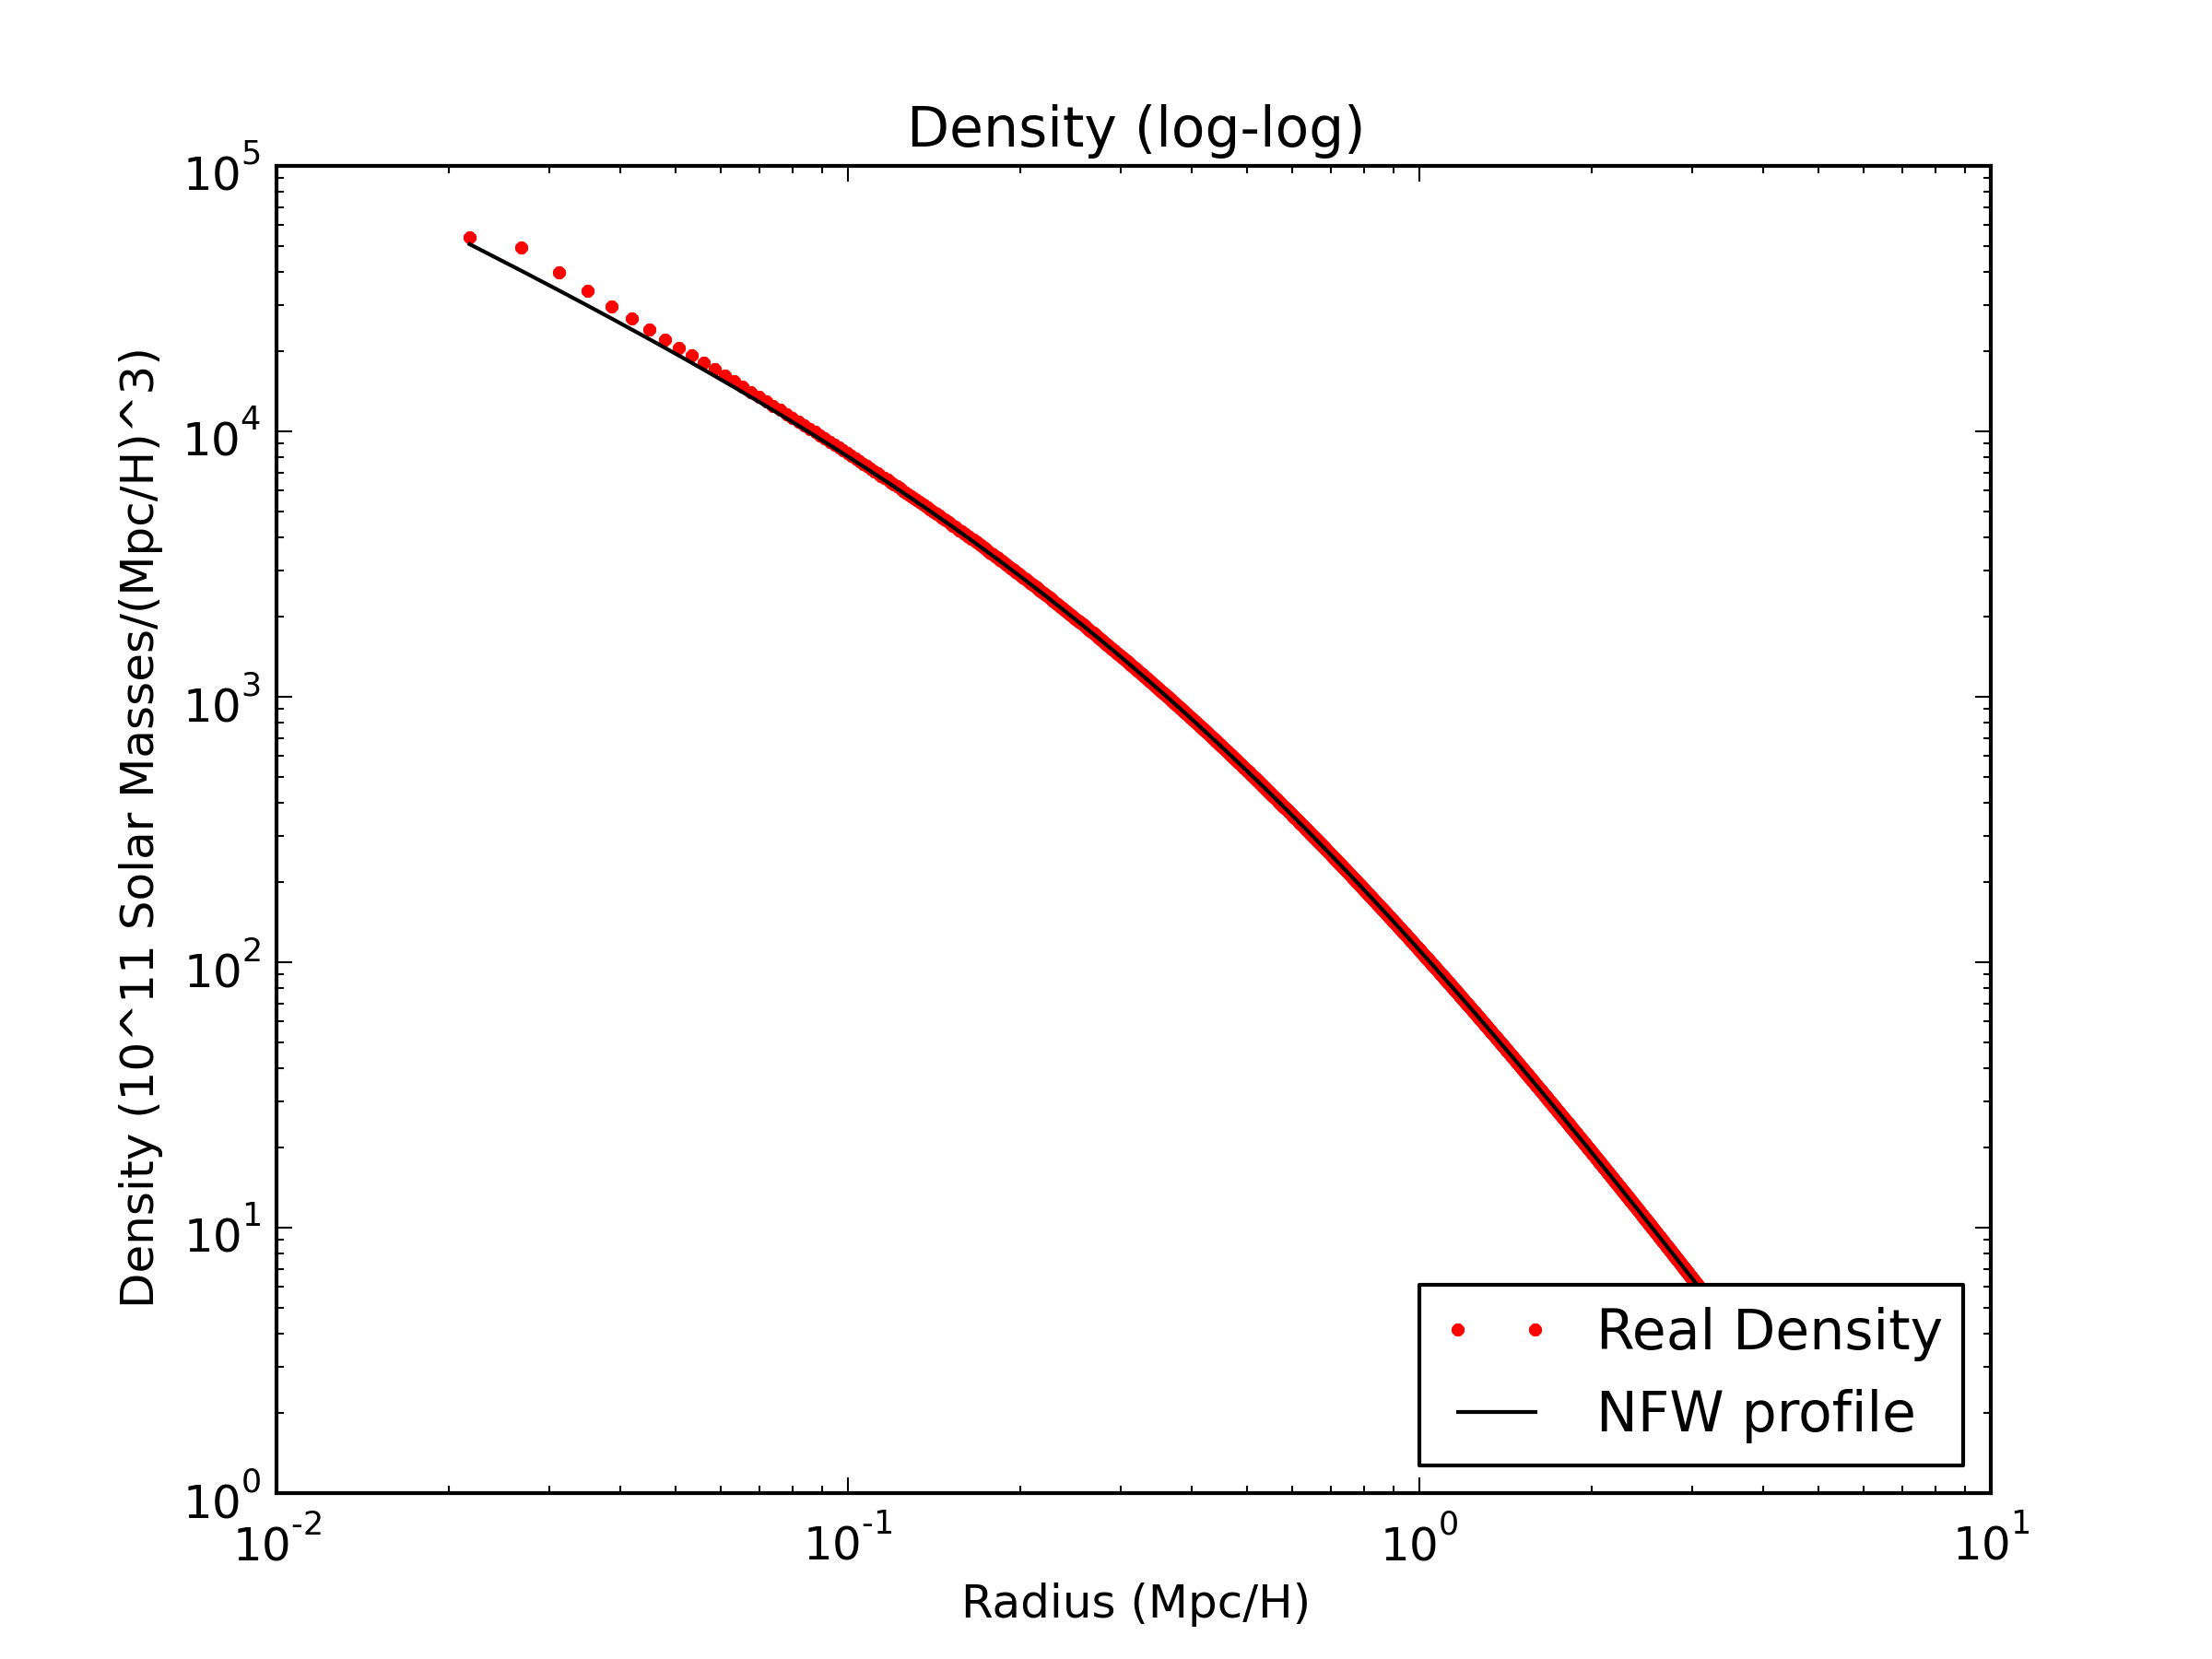 Density (log-log)
10^5
10^4
10^3
10^2
10^1
10^0
Density (10^11 Solar Masses/(Mpc/H)^3)
Real Density
NFW profile
10^-2
10^-1
10^0
10^1
Radius (Mpc/H)